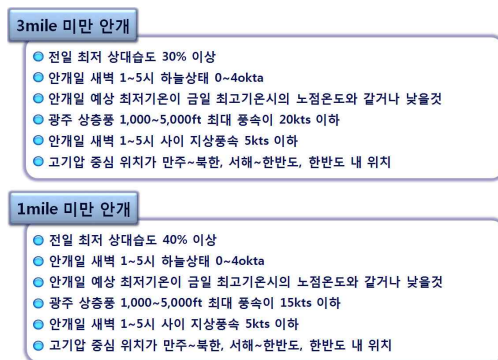 3mile 미만 안개
전일 최저 상대습도 30% 이상
안개일 새벽 1~5시 하늘상태 0~4okta
안개일 예상 최저기온이 금일 최고기온시의 노점온도와 같거나 낮을것
광주 상층풍 1,000~5,000ft 최대 풍속이 20kts 이하
안개일 새벽 1~5시 사이 지상풍속 5kts 이하
고기압 중심 위치가 만주~북한, 서해~한반도, 한반도 내 위치
1mile 미만 안개
전일 최저 상대습도 40% 이상
안개일 새벽 1~5시 하늘상태 0~4okta
안개일 예상 최저기온이 금일 최고기온시의 노점온도와 같거나 낮을것
광주 상층풍 1,000~5,000ft 최대 풍속이 15kts 이하
안개일 새벽 1~5시 사이 지상풍속 5kts 이하
고기압 중심 위치가 만주~북한, 서해~한반도, 한반도 내 위치